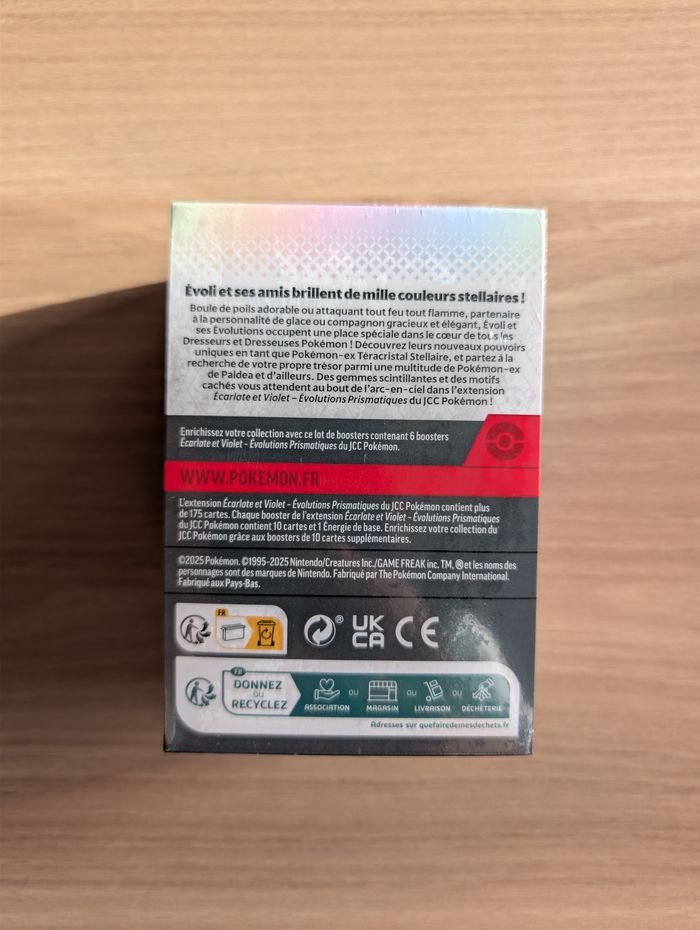 Évoli et ses amis brillent de mille couleurs stellaires !
Boule de poils adorable ou attaquant tout feu tout flamme, partenaire
à la personnalité de glace ou compagnon gracieux et élégant, Évoli et
ses Évolutions occupent une place spéciale dans le cœur de tous les
Dresseurs et Dresseuses Pokémon ! Découvrez leurs nouveaux pouvoirs
uniques en tant que Pokémon-ex Téracristal Stellaire, et partez à la
recherche de votre propre trésor parmi une multitude de Pokémon-ex
de Paldea et d'ailleurs. Des gemmes scintillantes et des motifs
cachés vous attendent au bout de l'arc-en-ciel dans l'extension
Écarlate et Violet – Évolutions Prismatiques du JCC Pokémon !
Enrichissez votre collection avec ce lot de boosters contenant 6 boosters
Écarlate et Violet – Évolutions Prismatiques du JCC Pokémon.
WWW.POKEMON.FR
L'extension Écarlate et Violet – Évolutions Prismatiques du JCC Pokémon contient plus
de 175 cartes. Chaque booster de l'extension Écarlate et Violet – Évolutions Prismatiques
du JCC Pokémon contient 10 cartes et 1 Énergie de base. Enrichissez votre collection du
JCC Pokémon grâce aux boosters de 10 cartes supplémentaires.
©2025 Pokémon. ©1995-2025 Nintendo/Creatures Inc./GAME FREAK inc. TM, ® et les noms des
personnages sont des marques de Nintendo. Fabriqué par The Pokémon Company International.
Fabriqué aux Pays-Bas.
FR
® UK CA CE
FR
DONNEZ
OU
RECYCLEZ
ASSOCIATION OU MAGASIN OU LIVRAISON OU DÉCHÈTERIE
Adresses sur quefairedemesdechets.fr